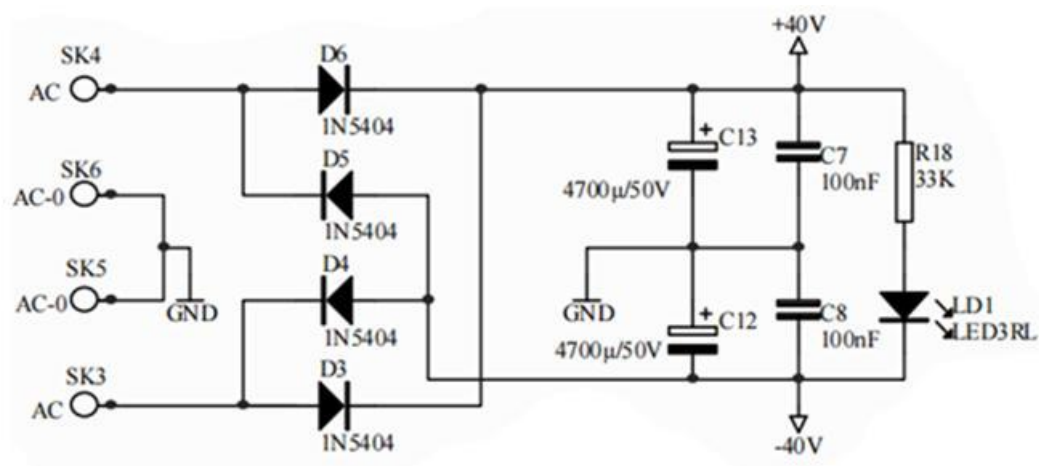 +40V
SK4
AC
D6
1N5404
D5
1N5404
SK6
AC-0
SK5
AC-0
GND
D4
1N5404
SK3
AC
D3
1N5404
+
C13
4700µ/50V
C7
100nF
R18
33K
GND
+
C12
4700µ/50V
C8
100nF
LD1
LED3RL
-40V